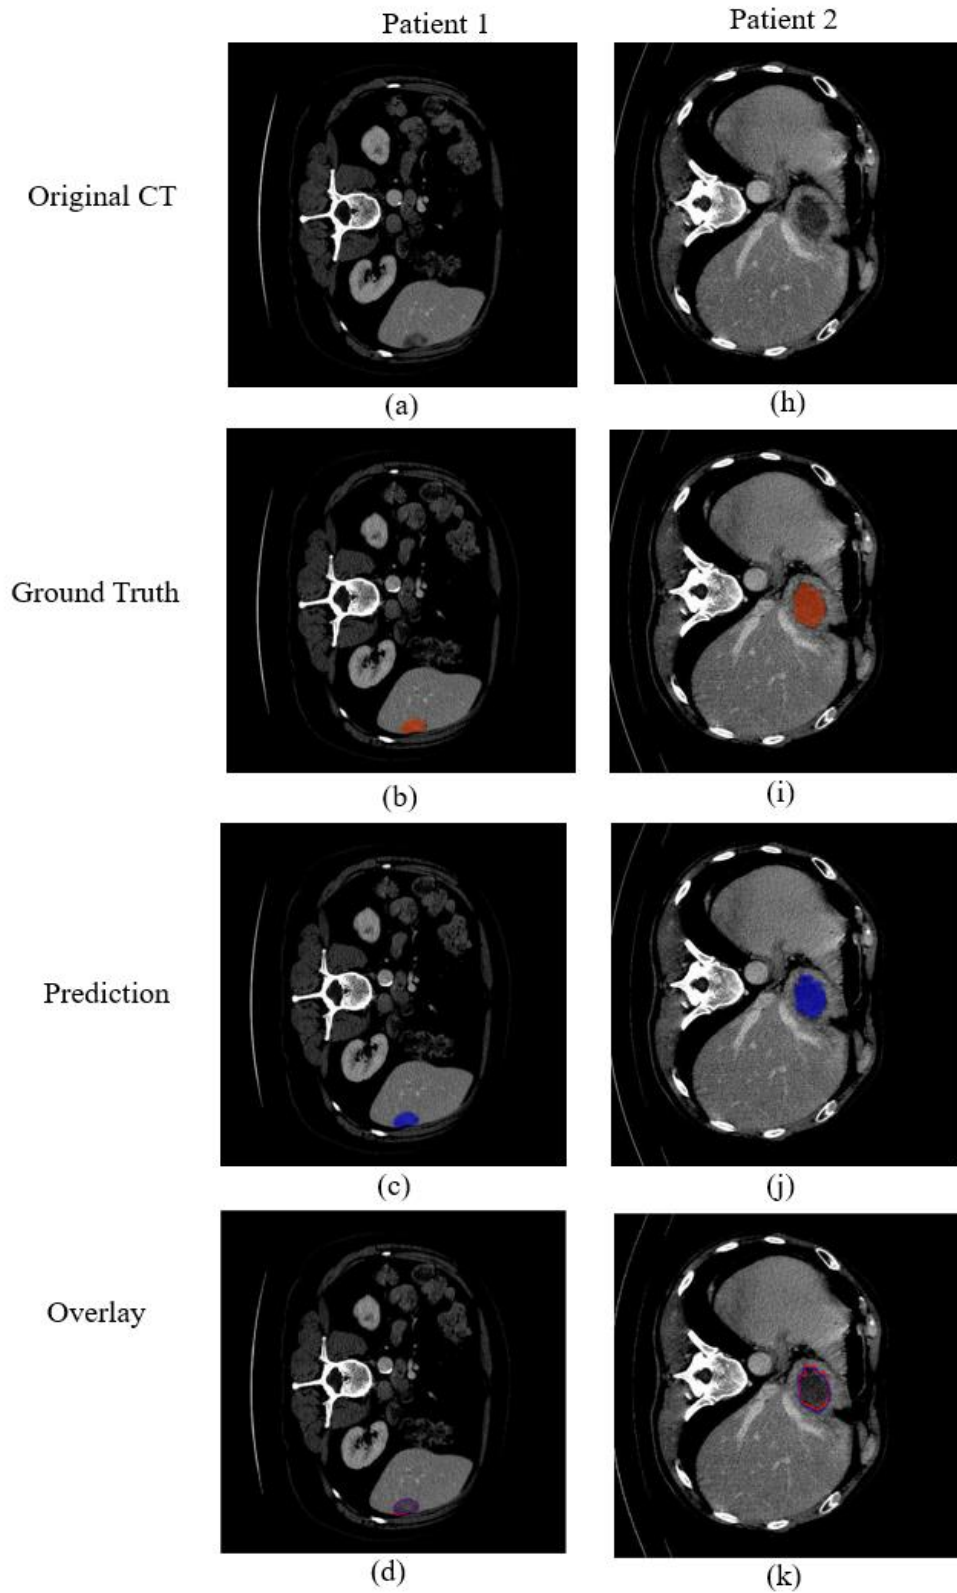 Patient 1
Patient 2
Original CT
(a)
(h)
Ground Truth
(b)
(i)
Prediction
(c)
(j)
Overlay
(d)
(k)